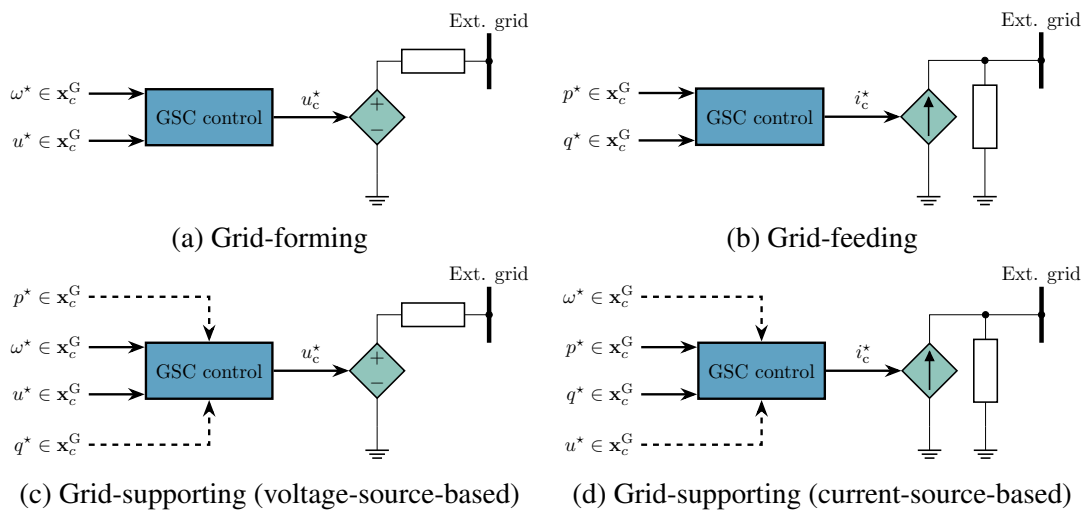 Ext. grid
ω* ∈ x_c^G
u* ∈ x_c^G
GSC control
u_c*
+
−
(a) Grid-forming
Ext. grid
p* ∈ x_c^G
q* ∈ x_c^G
GSC control
i_c*
(b) Grid-feeding
Ext. grid
p* ∈ x_c^G
ω* ∈ x_c^G
u* ∈ x_c^G
q* ∈ x_c^G
GSC control
u_c*
+
−
(c) Grid-supporting (voltage-source-based)
Ext. grid
ω* ∈ x_c^G
p* ∈ x_c^G
q* ∈ x_c^G
u* ∈ x_c^G
GSC control
i_c*
(d) Grid-supporting (current-source-based)